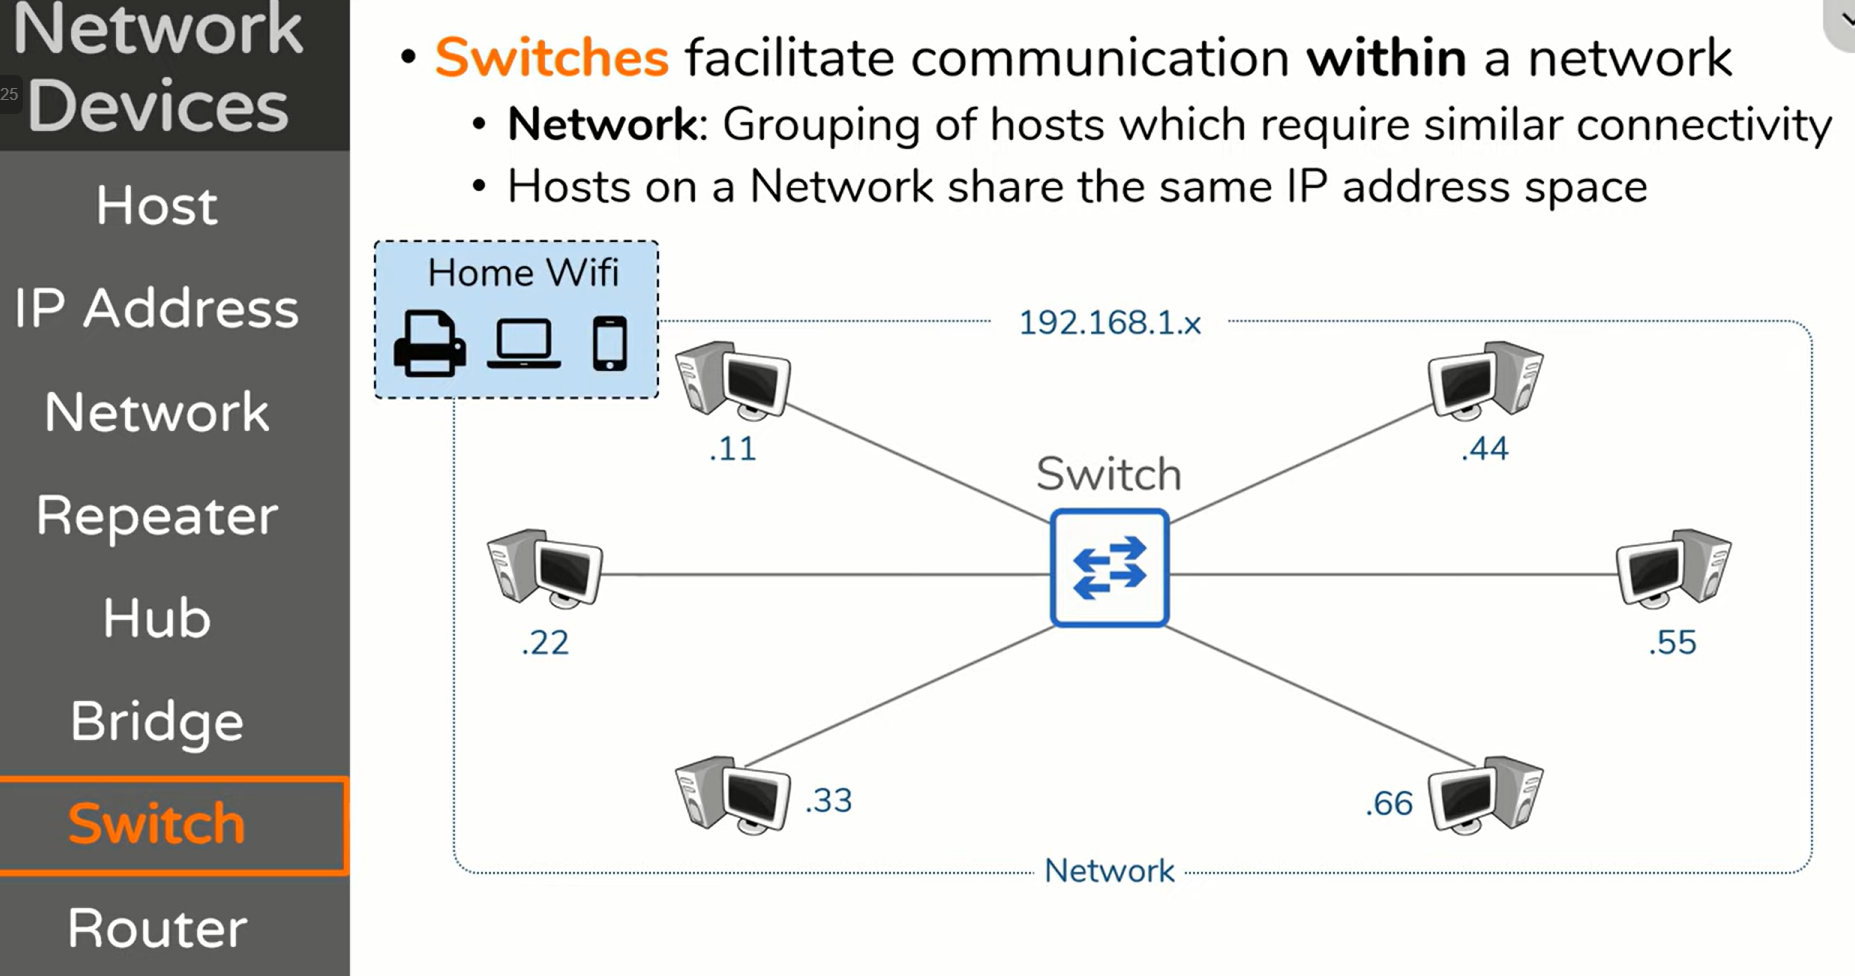 Network
Devices
25
Host
IP Address
Network
Repeater
Hub
Bridge
Switch
Router
• Switches facilitate communication within a network
• Network: Grouping of hosts which require similar connectivity
• Hosts on a Network share the same IP address space
Home Wifi
192.168.1.x
.11
.44
Switch
.22
.55
.33
.66
Network